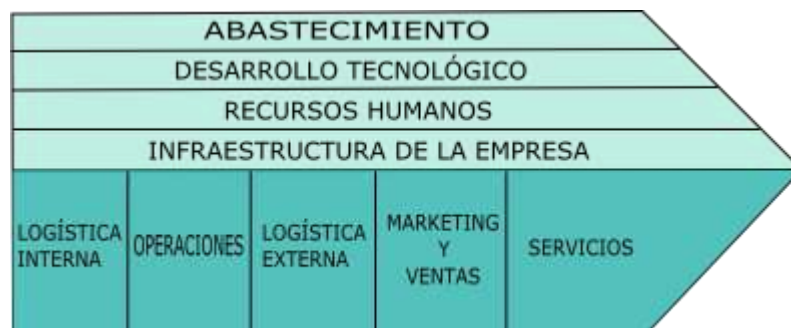 ABASTECIMIENTO
DESARROLLO TECNOLÓGICO
RECURSOS HUMANOS
INFRAESTRUCTURA DE LA EMPRESA
LOGÍSTICA
INTERNA
OPERACIONES
LOGÍSTICA
EXTERNA
MARKETING
Y
VENTAS
SERVICIOS